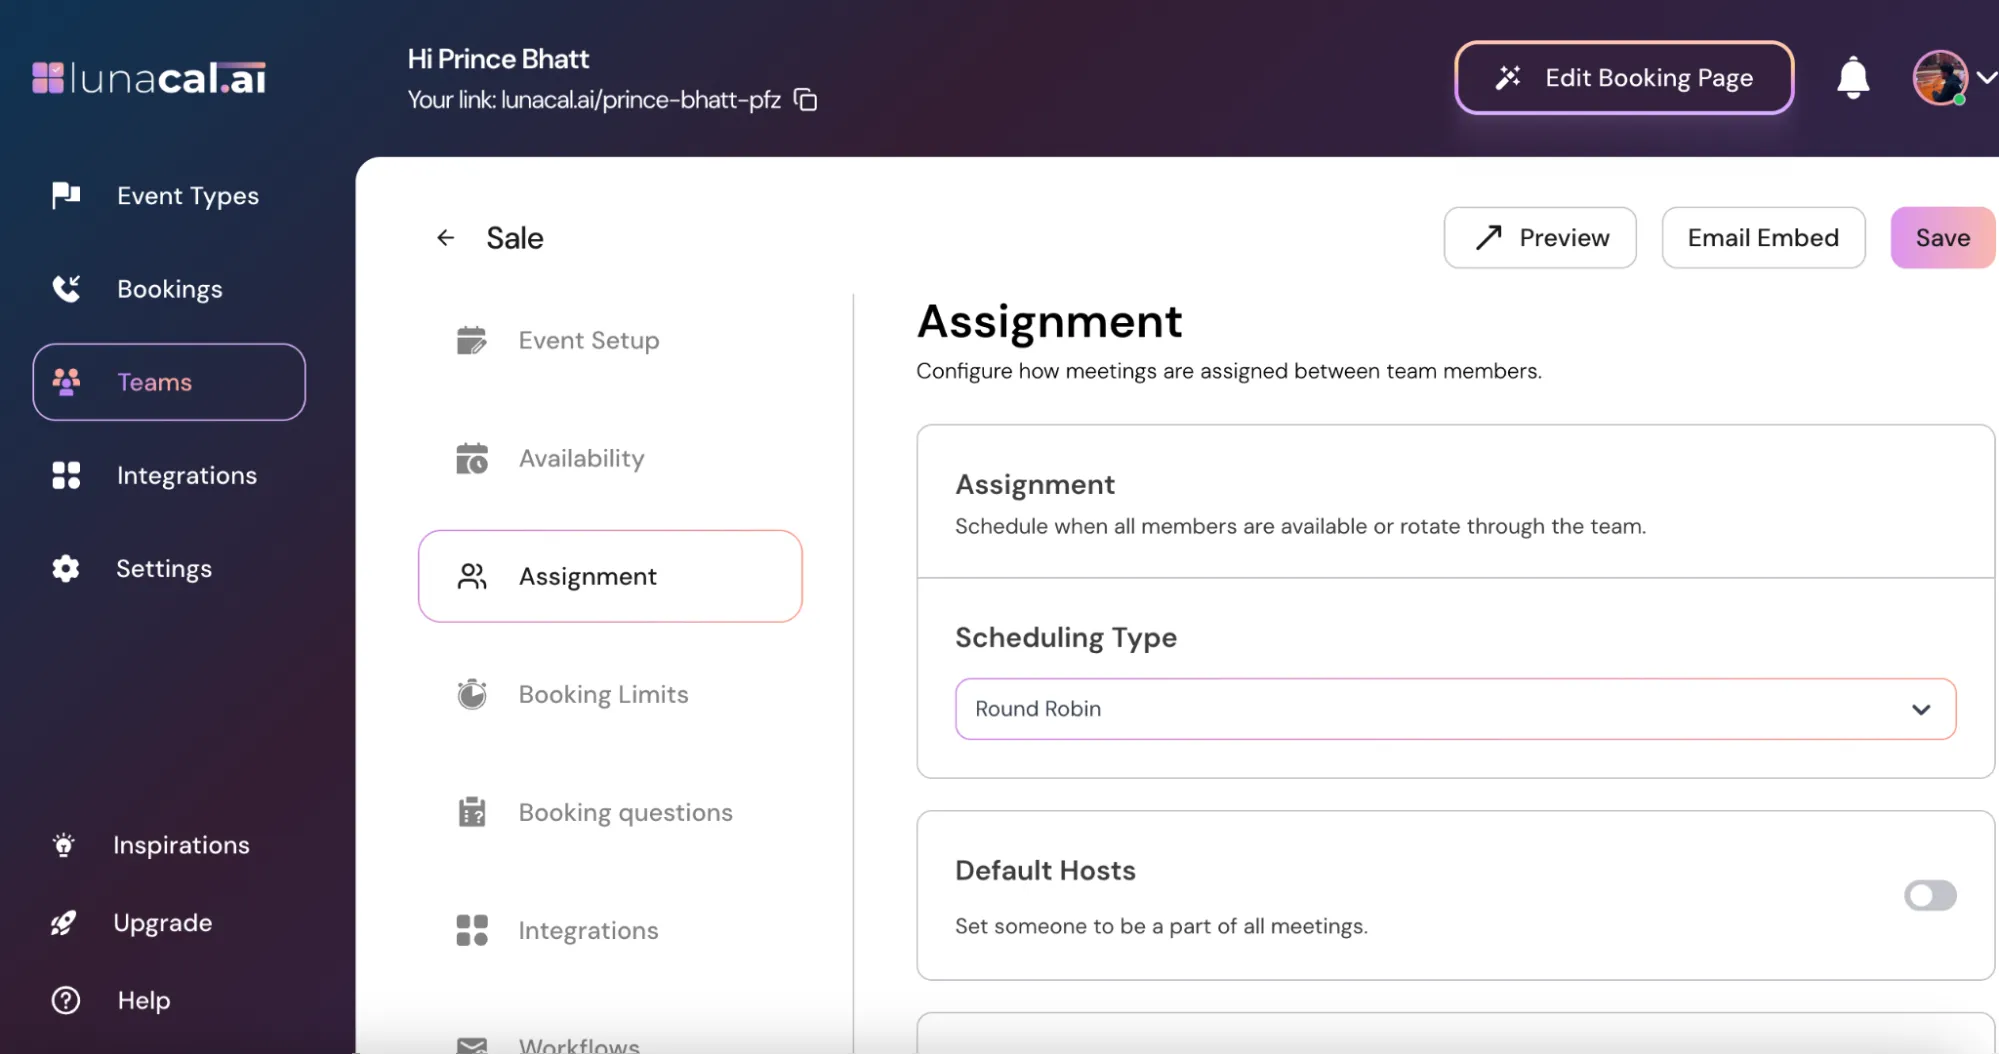 lunacal.ai
Hi Prince Bhatt
Your link: lunacal.ai/prince-bhatt-pfz
Edit Booking Page
Event Types
Bookings
Teams
Integrations
Settings
Inspirations
Upgrade
Help
Sale
Preview
Email Embed
Save
Event Setup
Availability
Assignment
Booking Limits
Booking questions
Integrations
Workflows
Assignment
Configure how meetings are assigned between team members.
Assignment
Schedule when all members are available or rotate through the team.
Scheduling Type
Round Robin
Default Hosts
Set someone to be a part of all meetings.